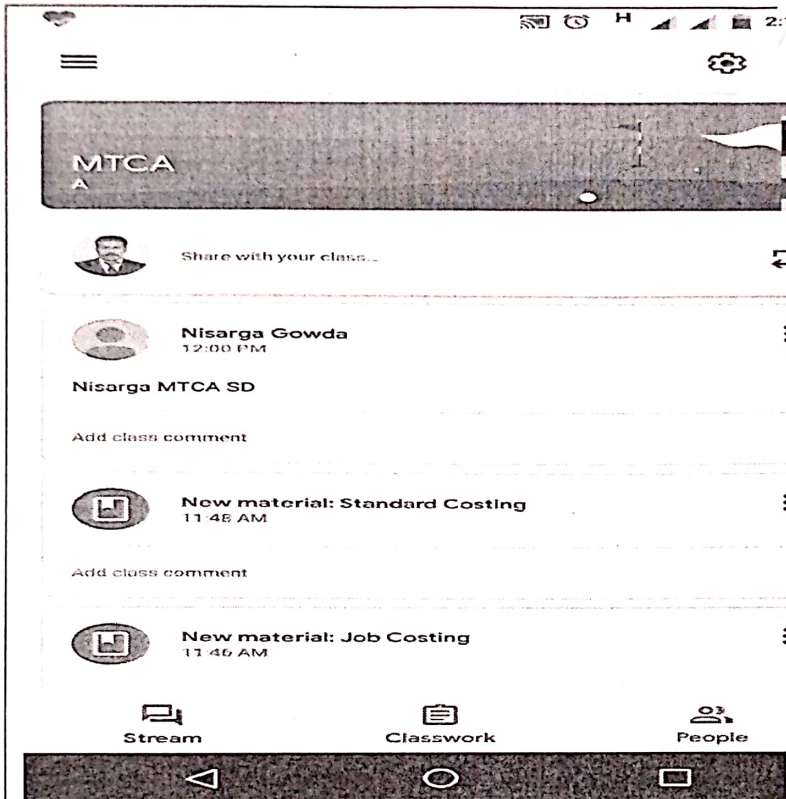 H 2:
MTCA
A
Share with your class...
Nisarga Gowda
12:00 PM
Nisarga MTCA SD
Add class comment
New material: Standard Costing
11:48 AM
Add class comment
New material: Job Costing
11:46 AM
Stream Classwork People